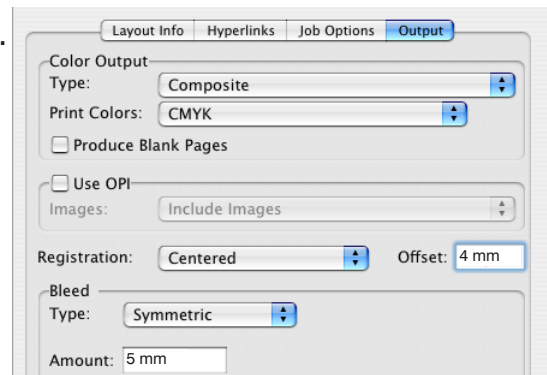 .
Layout Info Hyperlinks Job Options Output
Color Output
Type: Composite
Print Colors: CMYK
Produce Blank Pages
Use OPI
Images: Include Images
Registration: Centered Offset: 4 mm
Bleed
Type: Symmetric
Amount: 5 mm